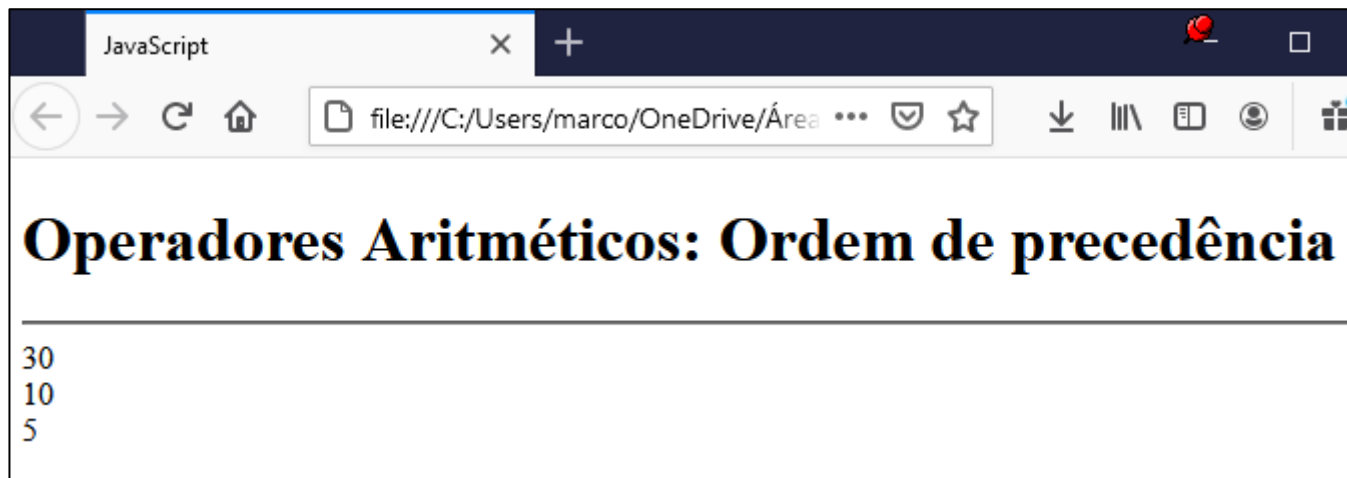 JavaScript
file:///C:/Users/marco/OneDrive/Área
Operadores Aritméticos: Ordem de precedência
30
10
5